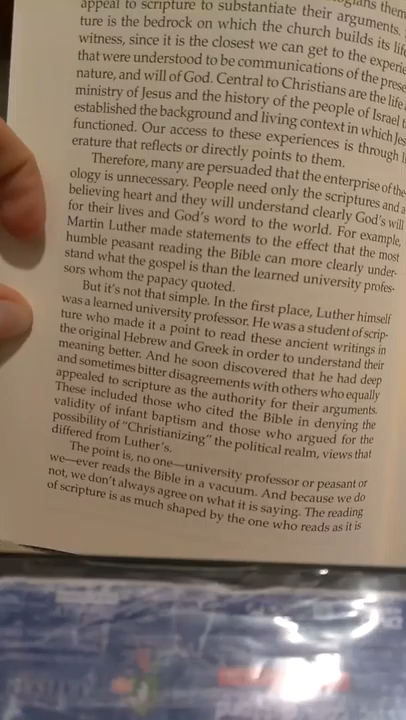 appeal to scripture to substantiate their arguments.
ture is the bedrock on which the church builds its
witness, since it is the closest we can get to the
that were understood to be communications of the
nature, and will of God. Central to Christians are the life
ministry of Jesus and the history of the people of Israel
established the background and living context in which
functioned. Our access to these experiences is through
erature that reflects or directly points to them.
Therefore, many are persuaded that the enterprise of
ology is unnecessary. People need only the scriptures and a
believing heart and they will understand clearly God's will
for their lives and God's word to the world. For example,
Martin Luther made statements to the effect that the most
humble peasant reading the Bible can more clearly under-
stand what the gospel is than the learned university profes-
sors whom the papacy quoted.
But it's not that simple. In the first place, Luther himself
was a learned university professor. He was a student of scrip-
ture who made it a point to read these ancient writings in
the original Hebrew and Greek in order to understand their
meaning better. And he soon discovered that he had deep
and sometimes bitter disagreements with others who equally
appealed to scripture as the authority for their arguments.
These included those who cited the Bible in denying the
validity of infant baptism and those who argued for the
possibility of "Christianizing" the political realm, views that
differed from Luther's.
The point is, no one—university professor or peasant or
we—ever reads the Bible in a vacuum. And because we do
not, we don't always agree on what it is saying. The reading
of scripture is as much shaped by the one who reads as it is